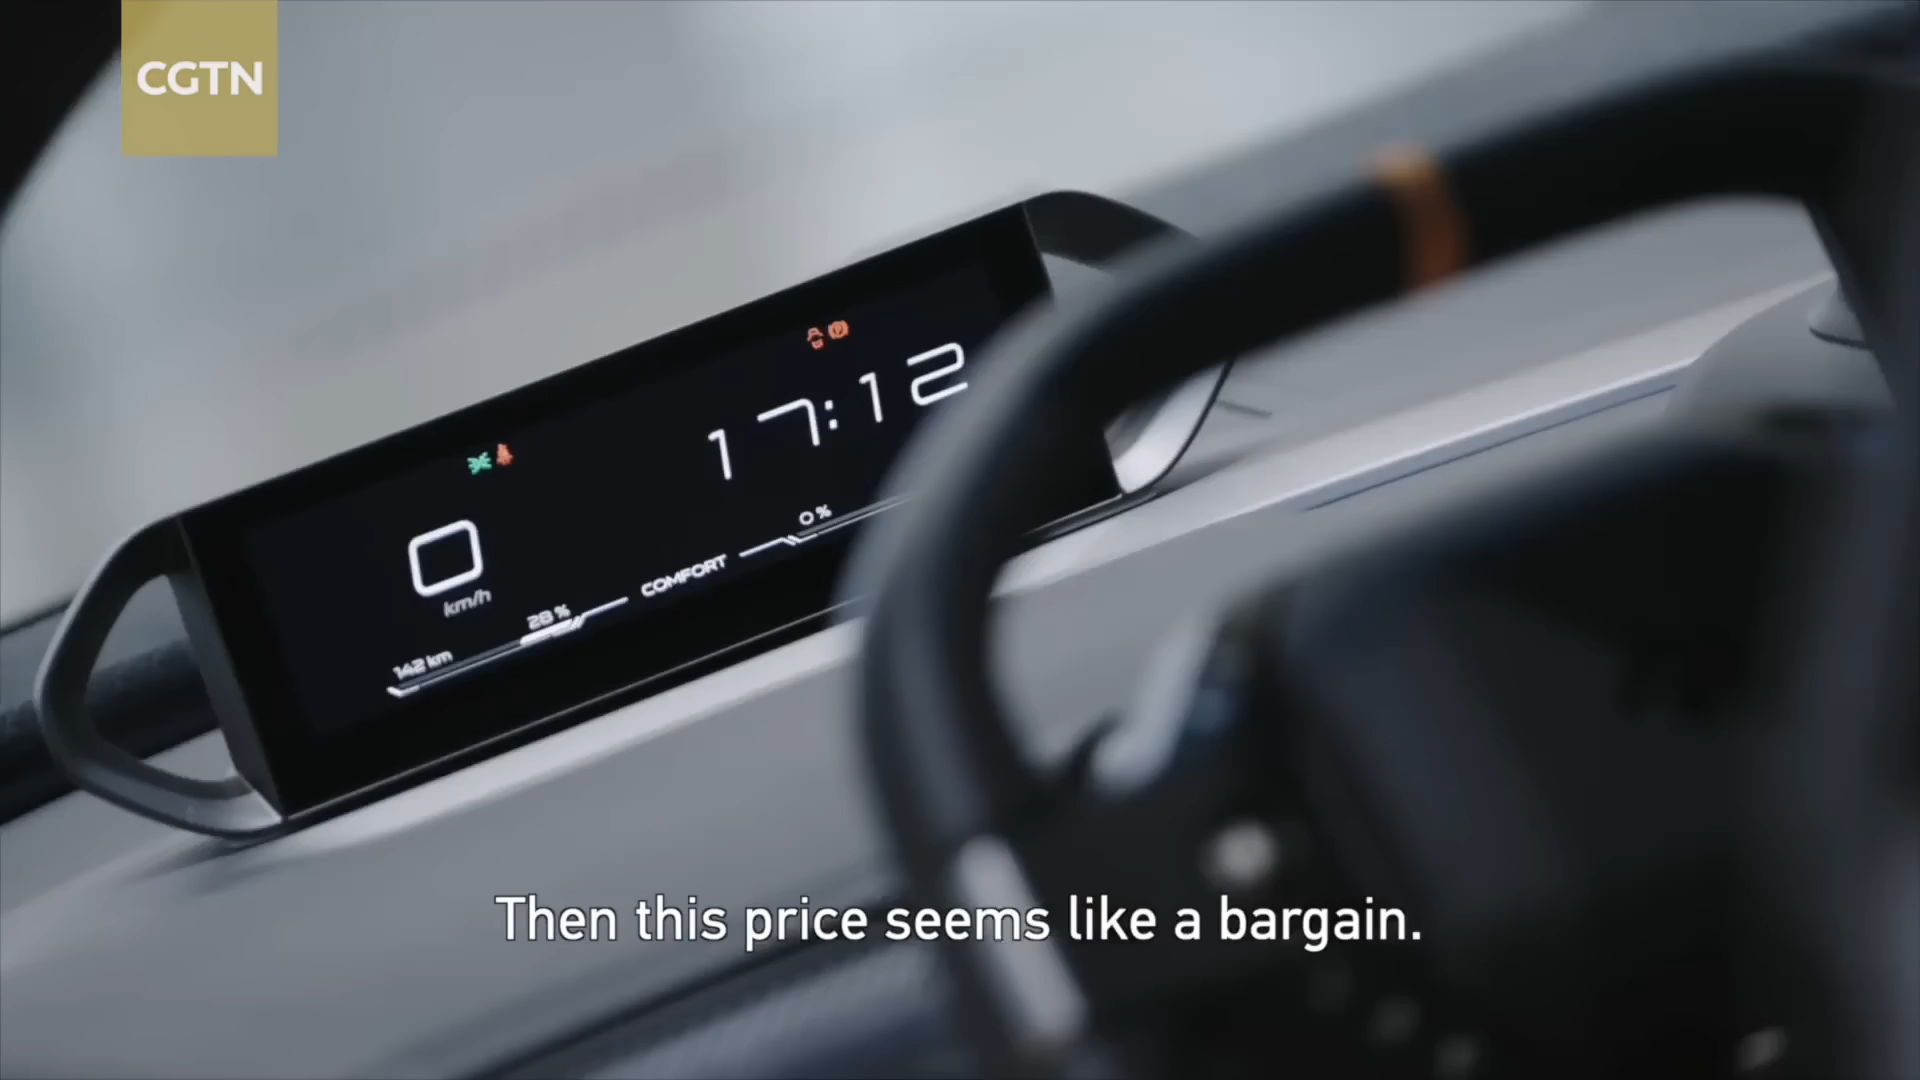 CGTN
17:12
0
km/h
0 %
COMFORT
28 %
142 km
Then this price seems like a bargain.